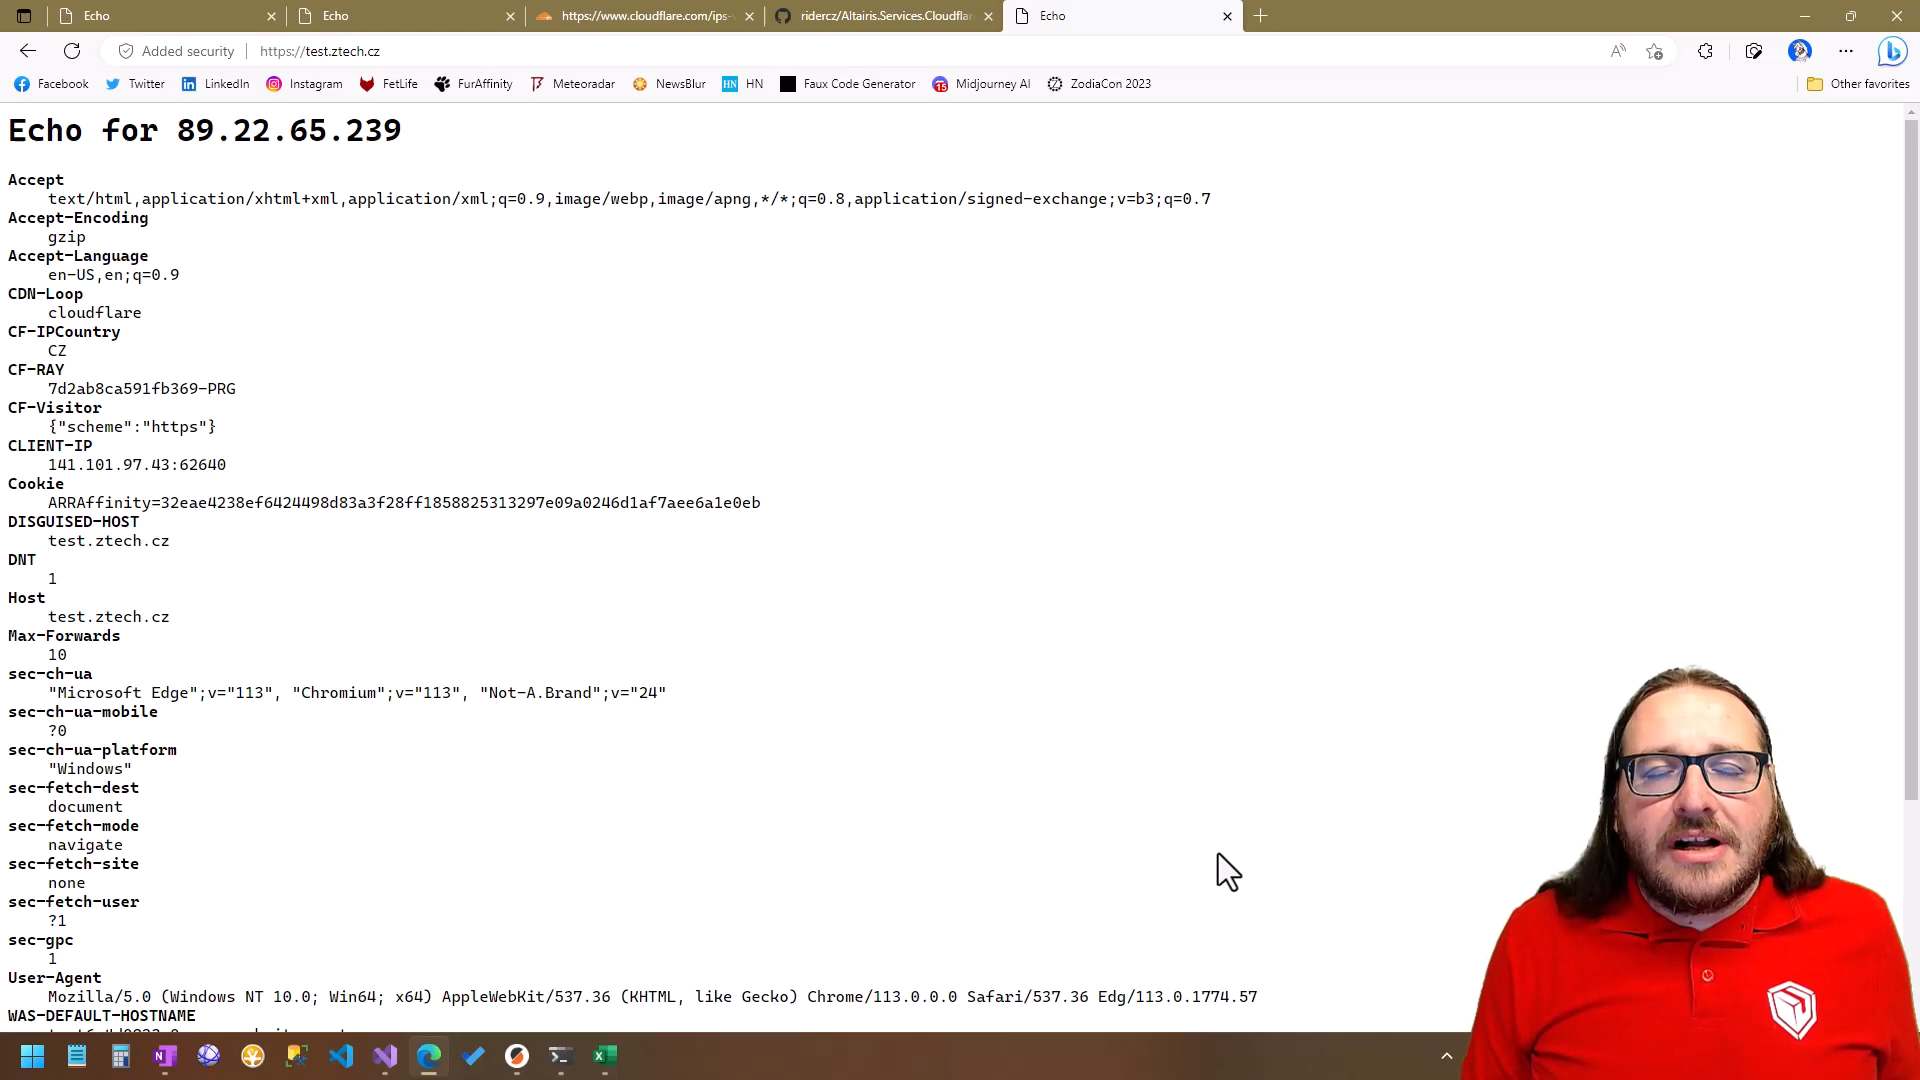 Echo
Echo
https://www.cloudflare.com/ips-v
ridercz/Altairis.Services.Cloudflar
Echo
Added security
https://test.ztech.cz
Facebook
Twitter
LinkedIn
Instagram
FetLife
FurAffinity
Meteoradar
NewsBlur
HN
HN
Faux Code Generator
15
Midjourney AI
ZodiaCon 2023
Other favorites
Echo for 89.22.65.239
Accept
text/html,application/xhtml+xml,application/xml;q=0.9,image/webp,image/apng,*/*;q=0.8,application/signed-exchange;v=b3;q=0.7
Accept-Encoding
gzip
Accept-Language
en-US,en;q=0.9
CDN-Loop
cloudflare
CF-IPCountry
CZ
CF-RAY
7d2ab8ca591fb369-PRG
CF-Visitor
{"scheme":"https"}
CLIENT-IP
141.101.97.43:62640
Cookie
ARRAffinity=32eae4238ef6424498d83a3f28ff1858825313297e09a0246d1af7aee6a1e0eb
DISGUISED-HOST
test.ztech.cz
DNT
1
Host
test.ztech.cz
Max-Forwards
10
sec-ch-ua
"Microsoft Edge";v="113", "Chromium";v="113", "Not-A.Brand";v="24"
sec-ch-ua-mobile
?0
sec-ch-ua-platform
"Windows"
sec-fetch-dest
document
sec-fetch-mode
navigate
sec-fetch-site
none
sec-fetch-user
?1
sec-gpc
1
User-Agent
Mozilla/5.0 (Windows NT 10.0; Win64; x64) AppleWebKit/537.36 (KHTML, like Gecko) Chrome/113.0.0.0 Safari/537.36 Edg/113.0.1774.57
WAS-DEFAULT-HOSTNAME